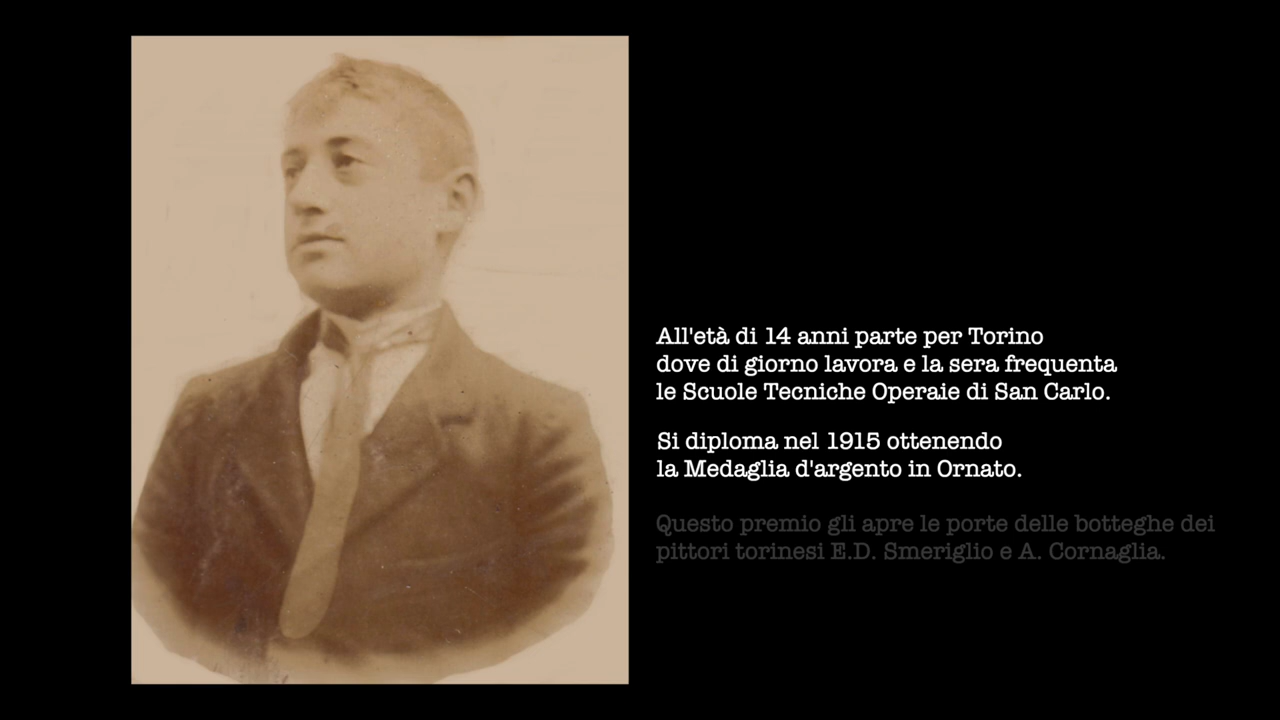 All'età di 14 anni parte per Torino
dove di giorno lavora e la sera frequenta
le Scuole Tecniche Operaie di San Carlo.
Si diploma nel 1915 ottenendo
la Medaglia d'argento in Ornato.
Questo premio gli apre le porte delle botteghe dei
pittori torinesi E.D. Smeriglio e A. Cornaglia.